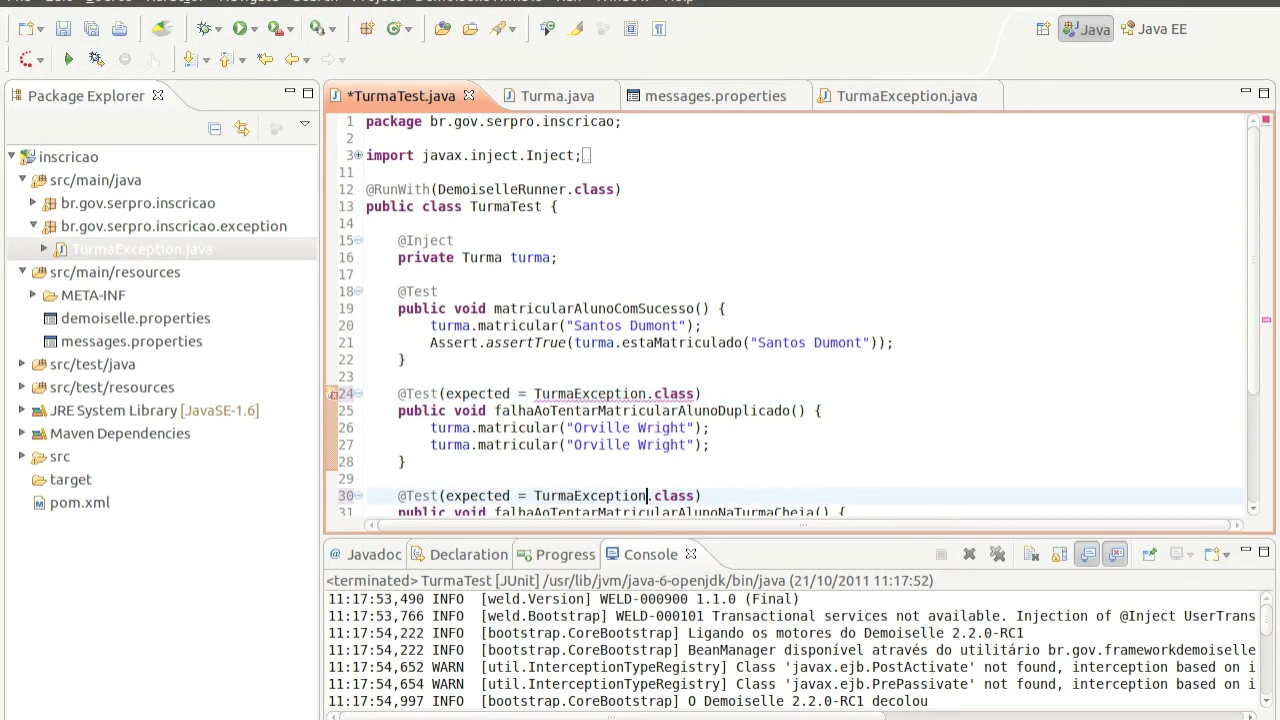 Java
Java EE
Package Explorer
inscricao
src/main/java
br.gov.serpro.inscricao
br.gov.serpro.inscricao.exception
TurmaException.java
src/main/resources
META-INF
demoiselle.properties
messages.properties
src/test/java
src/test/resources
JRE System Library [JavaSE-1.6]
Maven Dependencies
src
target
pom.xml
*TurmaTest.java
Turma.java
messages.properties
TurmaException.java
1 package br.gov.serpro.inscricao;
2
3 import javax.inject.Inject;
11
12 @RunWith(DemoiselleRunner.class)
13 public class TurmaTest {
14
15 @Inject
16 private Turma turma;
17
18 @Test
19 public void matricularAlunoComSucesso() {
20 turma.matricular("Santos Dumont");
21 Assert.assertTrue(turma.estaMatriculado("Santos Dumont"));
22 }
23
24 @Test(expected = TurmaException.class)
25 public void falhaAoTentarMatricularAlunoDuplicado() {
26 turma.matricular("Orville Wright");
27 turma.matricular("Orville Wright");
28 }
29
30 @Test(expected = TurmaException.class)
31 public void falhaAoTentarMatricularAlunoNaTurmaCheia() {
@ Javadoc
Declaration
Progress
Console
<terminated> TurmaTest [JUnit] /usr/lib/jvm/java-6-openjdk/bin/java (21/10/2011 11:17:52)
11:17:53,490 INFO [weld.Version] WELD-000900 1.1.0 (Final)
11:17:53,766 INFO [weld.Bootstrap] WELD-000101 Transactional services not available. Injection of @Inject UserTrans
11:17:54,222 INFO [bootstrap.CoreBootstrap] Ligando os motores do Demoiselle 2.2.0-RC1
11:17:54,222 INFO [bootstrap.CoreBootstrap] BeanManager disponível através do utilitário br.gov.frameworkdemoiselle
11:17:54,652 WARN [util.InterceptionTypeRegistry] Class 'javax.ejb.PostActivate' not found, interception based on i
11:17:54,654 WARN [util.InterceptionTypeRegistry] Class 'javax.ejb.PrePassivate' not found, interception based on i
11:17:54,997 INFO [bootstrap.CoreBootstrap] O Demoiselle 2.2.0-RC1 decolou